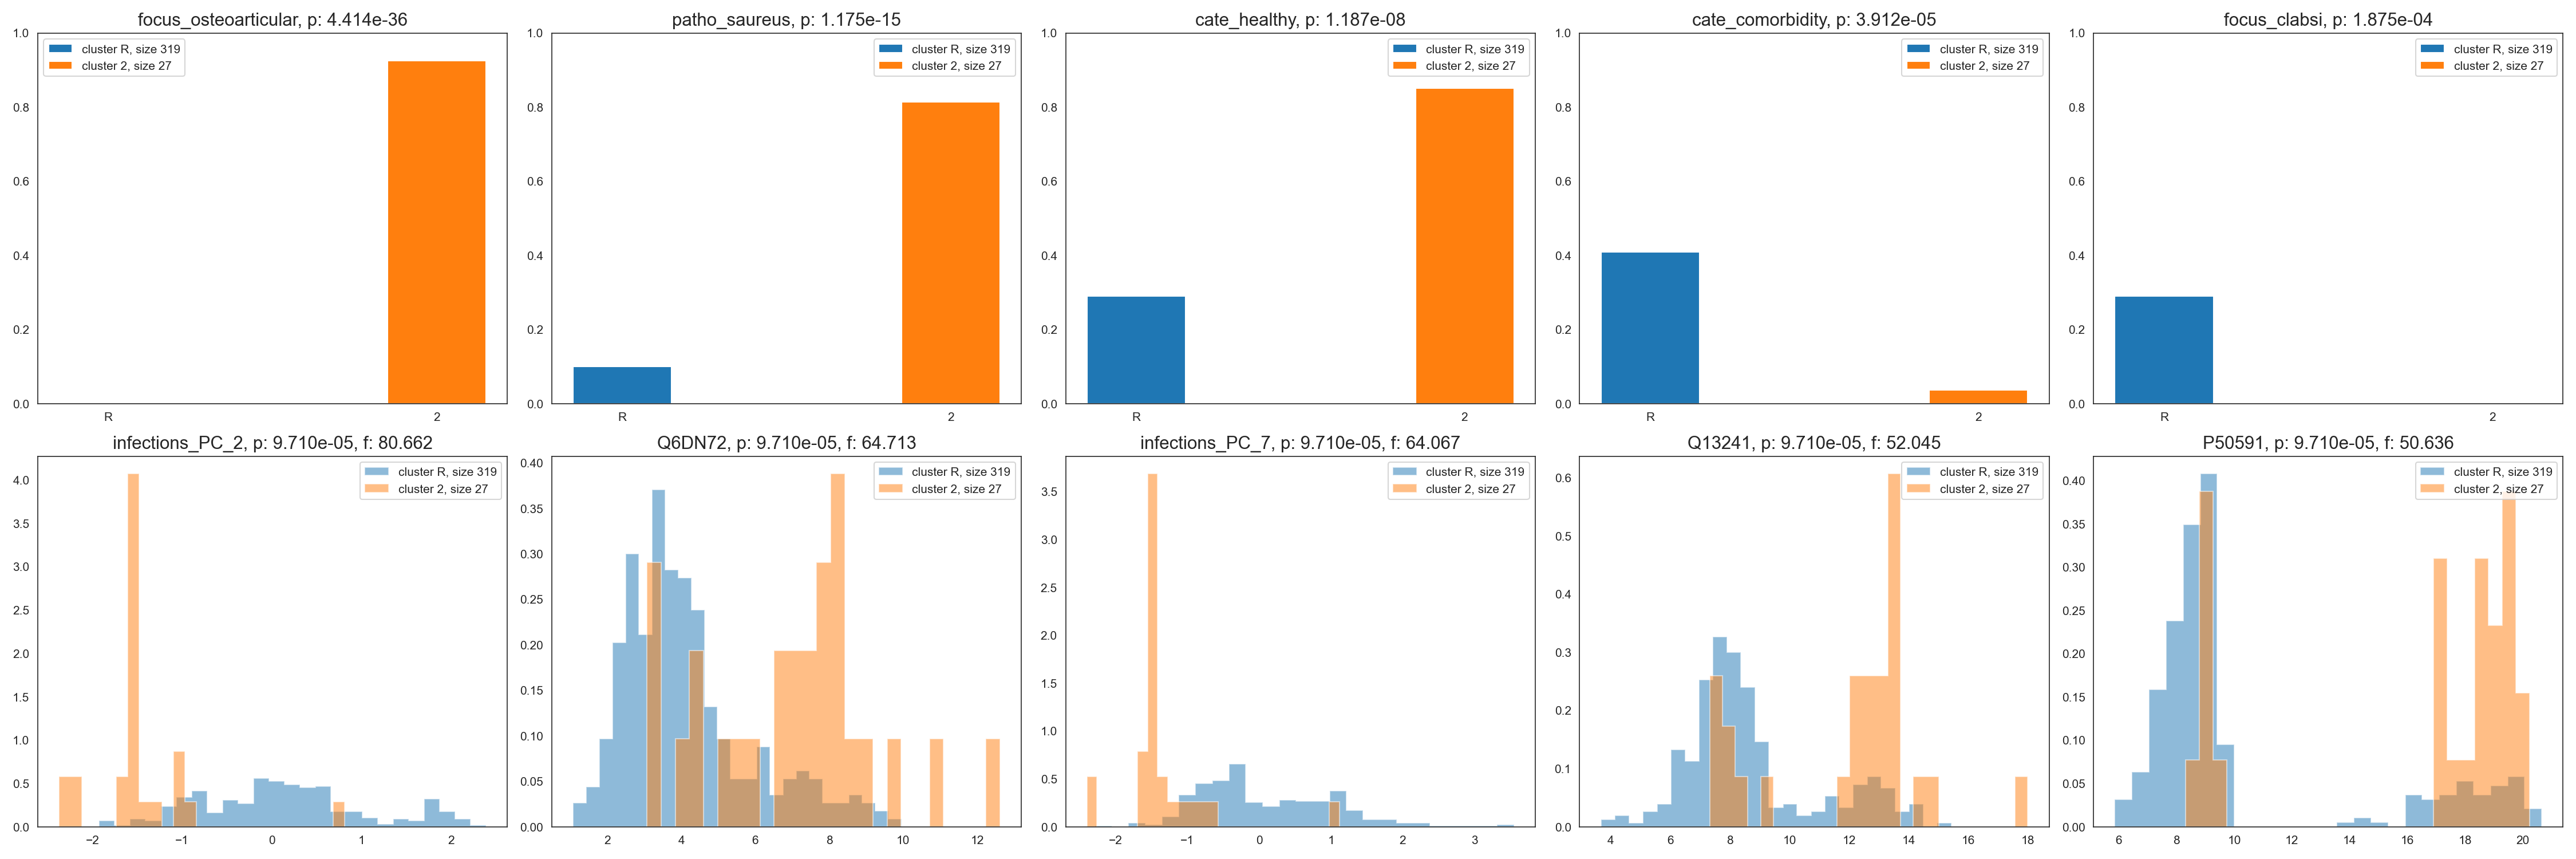 focus_osteoarticular, p: 4.414e-36
1.0
0.8
0.6
0.4
0.2
0.0
cluster R, size 319
cluster 2, size 27
R
2
patho_saureus, p: 1.175e-15
1.0
0.8
0.6
0.4
0.2
0.0
cluster R, size 319
cluster 2, size 27
R
2
cate_healthy, p: 1.187e-08
1.0
0.8
0.6
0.4
0.2
0.0
cluster R, size 319
cluster 2, size 27
R
2
cate_comorbidity, p: 3.912e-05
1.0
0.8
0.6
0.4
0.2
0.0
cluster R, size 319
cluster 2, size 27
R
2
focus_clabsi, p: 1.875e-04
1.0
0.8
0.6
0.4
0.2
0.0
cluster R, size 319
cluster 2, size 27
R
2
infections_PC_2, p: 9.710e-05, f: 80.662
4.0
3.5
3.0
2.5
2.0
1.5
1.0
0.5
0.0
cluster R, size 319
cluster 2, size 27
−2 −1 0 1 2
Q6DN72, p: 9.710e-05, f: 64.713
0.40
0.35
0.30
0.25
0.20
0.15
0.10
0.05
0.00
cluster R, size 319
cluster 2, size 27
2 4 6 8 10 12
infections_PC_7, p: 9.710e-05, f: 64.067
3.5
3.0
2.5
2.0
1.5
1.0
0.5
0.0
cluster R, size 319
cluster 2, size 27
−2 −1 0 1 2 3
Q13241, p: 9.710e-05, f: 52.045
0.6
0.5
0.4
0.3
0.2
0.1
0.0
cluster R, size 319
cluster 2, size 27
4 6 8 10 12 14 16 18
P50591, p: 9.710e-05, f: 50.636
0.40
0.35
0.30
0.25
0.20
0.15
0.10
0.05
0.00
cluster R, size 319
cluster 2, size 27
6 8 10 12 14 16 18 20